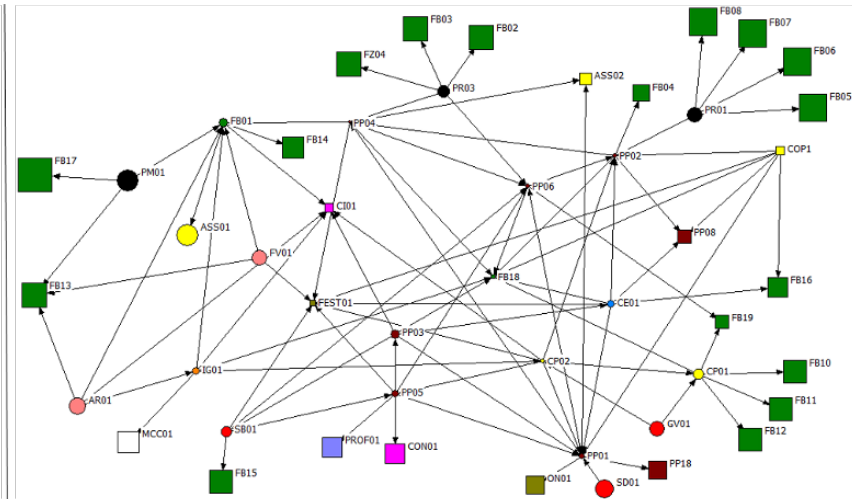 FB08
FB03
FB07
FB02
FB06
FZ04
ASS02
FB04
PR03
FB05
PR01
FB01
PP04
FB14
PP02
COP1
FB17
PM01
PP06
CI01
ASS01
PP08
FV01
FB13
FB18
FB16
FEST01
CE01
FB19
PP03
CP02
IG01
CP01
FB10
PP05
AR01
FB11
MCC01
SB01
PROF01
CON01
GV01
FB12
PP01
FB15
PP18
ON01
SD01